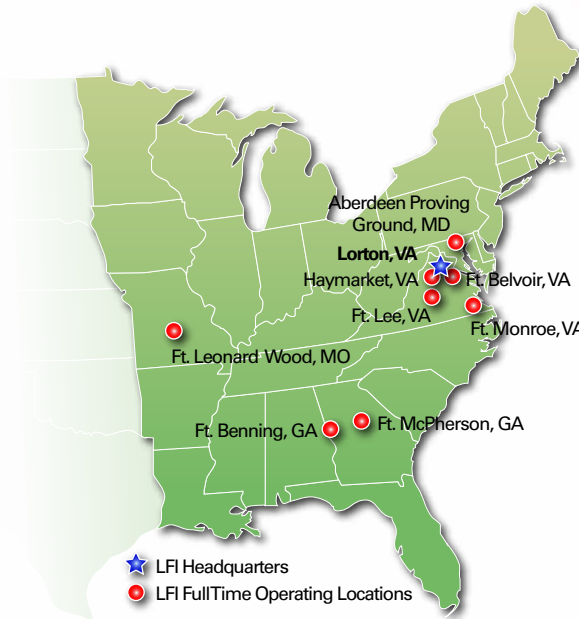 Aberdeen Proving
Ground, MD
Lorton, VA
Haymarket, VA
Ft. Belvoir, VA
Ft. Lee, VA
Ft. Monroe, VA
Ft. Leonard Wood, MO
Ft. Benning, GA
Ft. McPherson, GA
LFI Headquarters
LFI FullTime Operating Locations